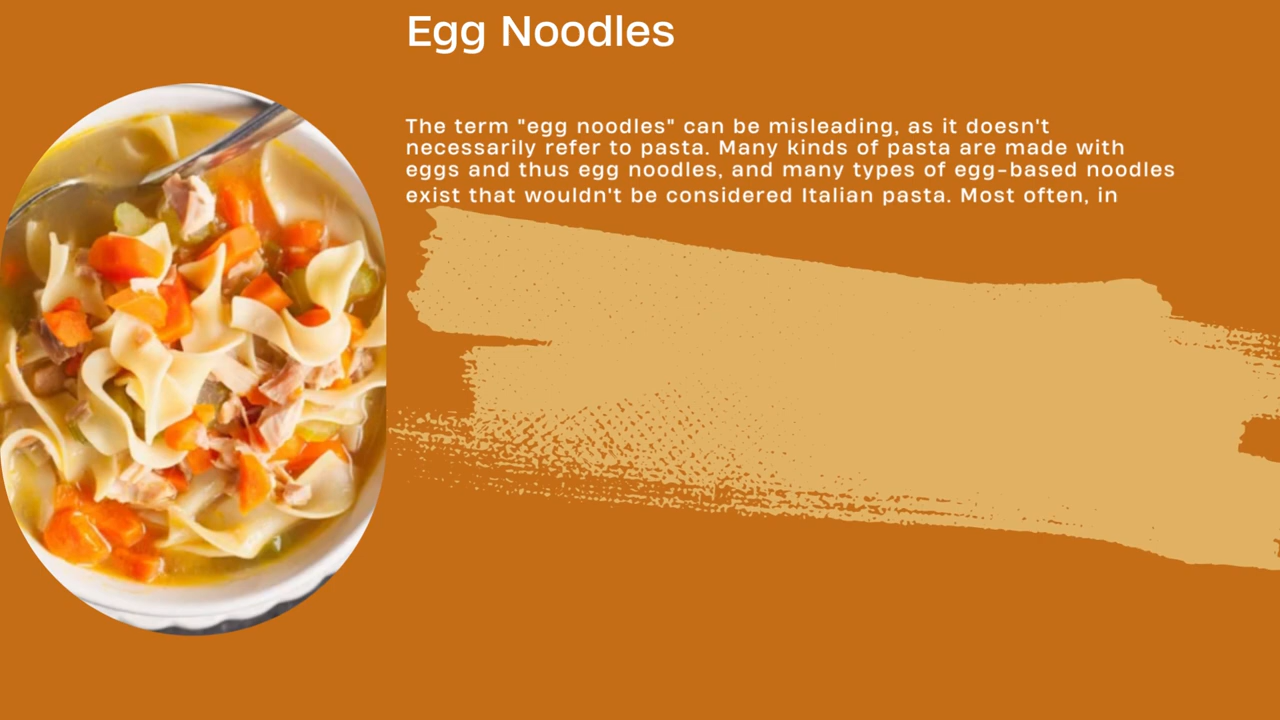 Egg Noodles
The term "egg noodles" can be misleading, as it doesn't
necessarily refer to pasta. Many kinds of pasta are made with
eggs and thus egg noodles, and many types of egg-based noodles
exist that wouldn't be considered Italian pasta. Most often, in